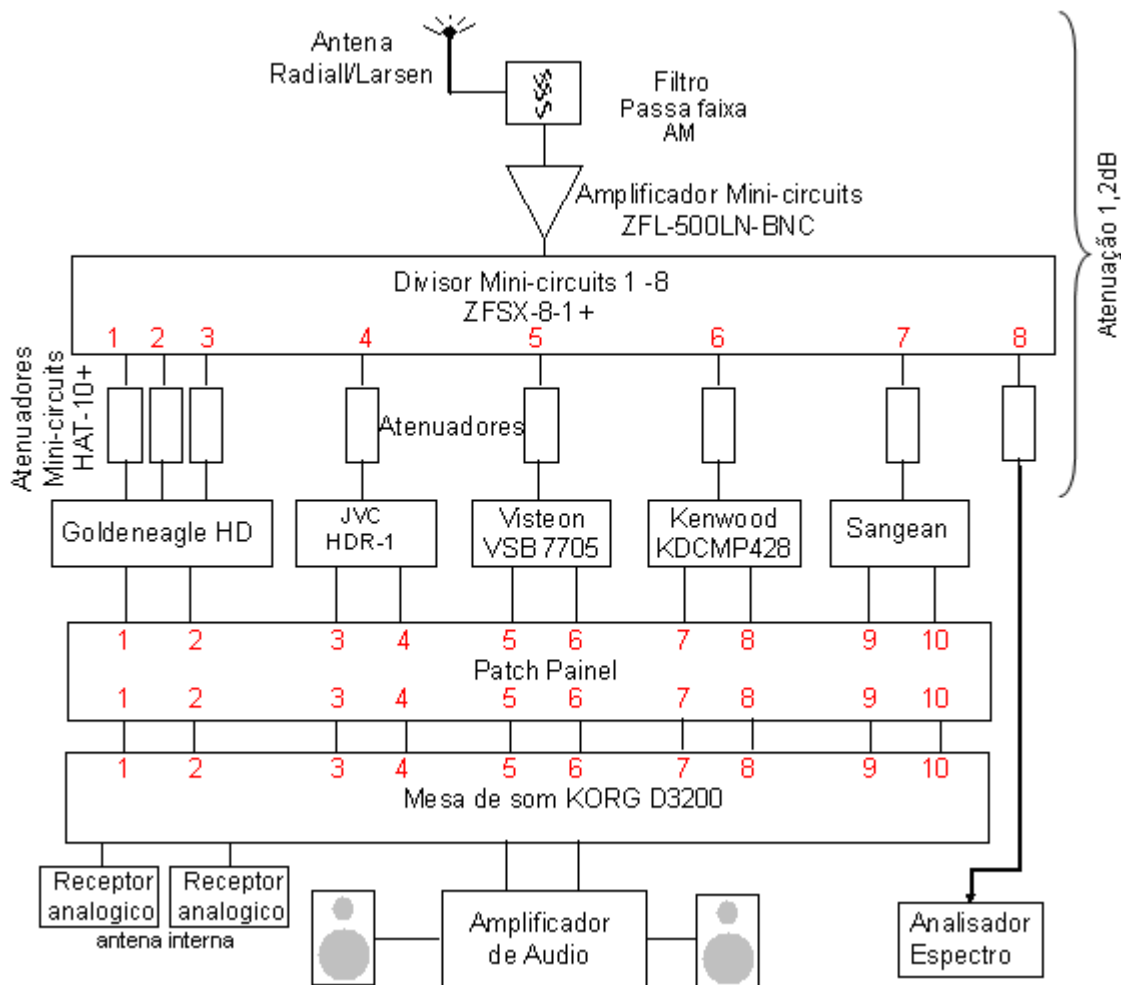 Antena
Radiall/Larsen
Filtro
Passa faixa
AM
Amplificador Mini-circuits
ZFL-500LN-BNC
Atenuação 1,2dB
Divisor Mini-circuits 1 -8
ZFSX-8-1+
1 2 3 4 5 6 7 8
Atenuadores
Mini-circuits
HAT-10+
Atenuadores
Goldeneagle HD
JVC
HDR-1
Visteon
VSB 7705
Kenwood
KDCMP428
Sangean
1 2 3 4 5 6 7 8 9 10
Patch Painel
1 2 3 4 5 6 7 8 9 10
1 2 3 4 5 6 7 8 9 10
Mesa de som KORG D3200
Receptor
analogico
Receptor
analogico
antena interna
Amplificador
de Audio
Analisador
Espectro